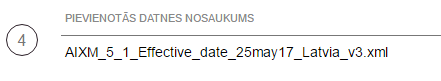 PIEVIENOTĀS DATNES NOSAUKUMS
4
AIXM_5_1_Effective_date_25may17_Latvia_v3.xml